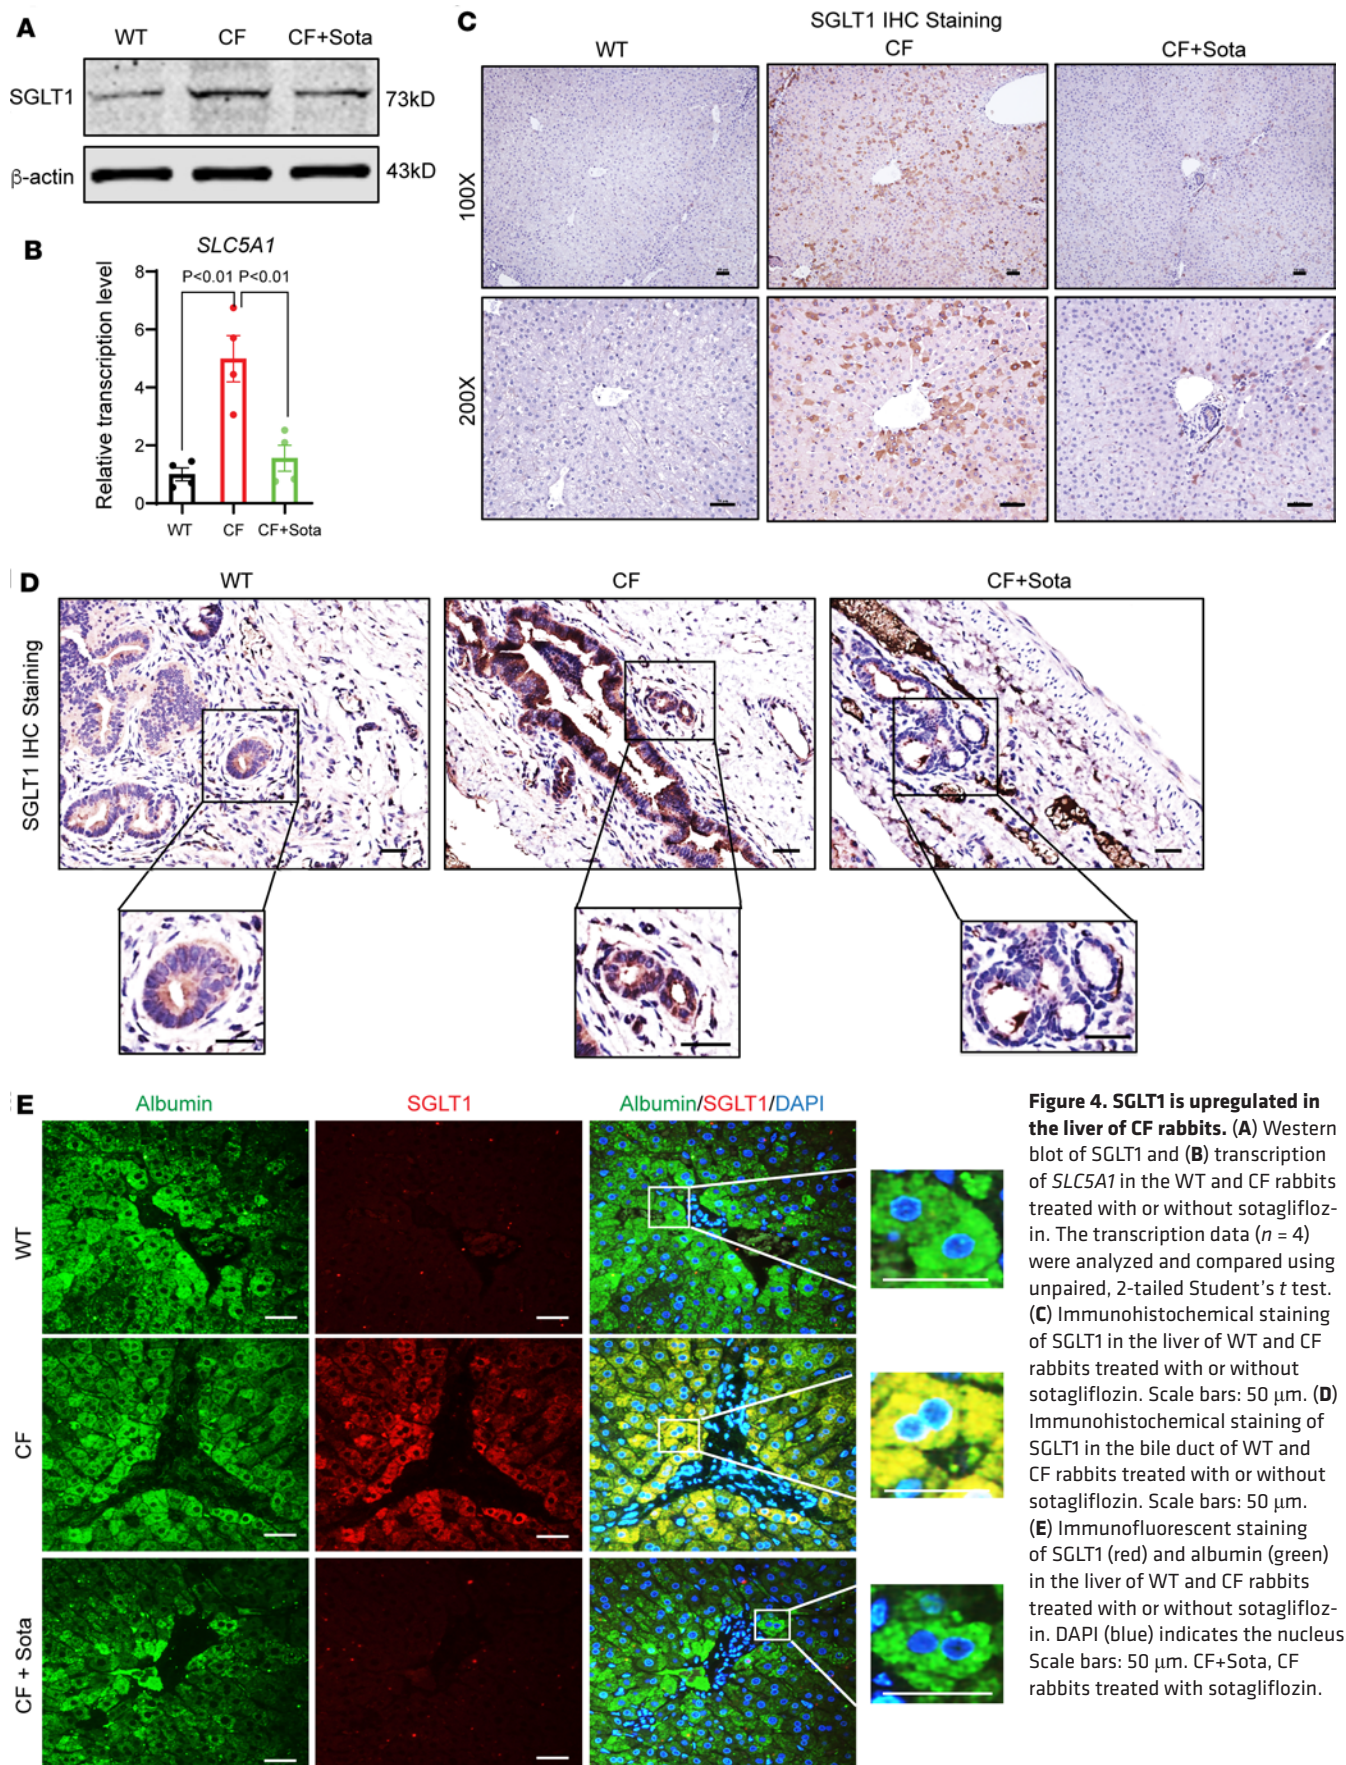 A
WT CF CF+Sota
SGLT1
73kD
β-actin
43kD
B
SLC5A1
Relative transcription level
P<0.01 P<0.01
8
6
4
2
0
WT CF CF+Sota
C
SGLT1 IHC Staining
WT CF CF+Sota
100X
200X
D
WT CF CF+Sota
SGLT1 IHC Staining
E
Albumin SGLT1 Albumin/SGLT1/DAPI
WT
CF
CF + Sota
Figure 4. SGLT1 is upregulated in
the liver of CF rabbits. (A) Western
blot of SGLT1 and (B) transcription
of SLC5A1 in the WT and CF rabbits
treated with or without sotaglifloz-
in. The transcription data (n = 4)
were analyzed and compared using
unpaired, 2-tailed Student's t test.
(C) Immunohistochemical staining
of SGLT1 in the liver of WT and CF
rabbits treated with or without
sotagliflozin. Scale bars: 50 μm. (D)
Immunohistochemical staining of
SGLT1 in the bile duct of WT and
CF rabbits treated with or without
sotagliflozin. Scale bars: 50 μm.
(E) Immunofluorescent staining
of SGLT1 (red) and albumin (green)
in the liver of WT and CF rabbits
treated with or without sotaglifloz-
in. DAPI (blue) indicates the nucleus
Scale bars: 50 μm. CF+Sota, CF
rabbits treated with sotagliflozin.